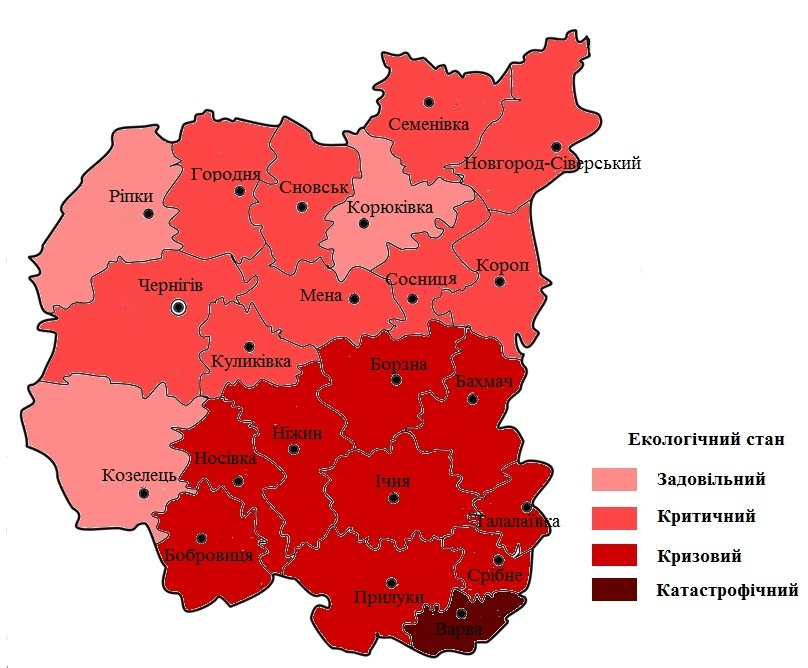 Семенівка
Новгород-Сіверський
Городня
Сновськ
Ріпки
Корюківка
Короп
Сосниця
Чернігів
Мена
Куликівка
Борзна
Бахмач
Ніжин
Носівка
Козелець
Ічня
Талалаївка
Бобровиця
Срібне
Прилуки
Варва
Екологічний стан
Задовільний
Критичний
Кризовий
Катастрофічний